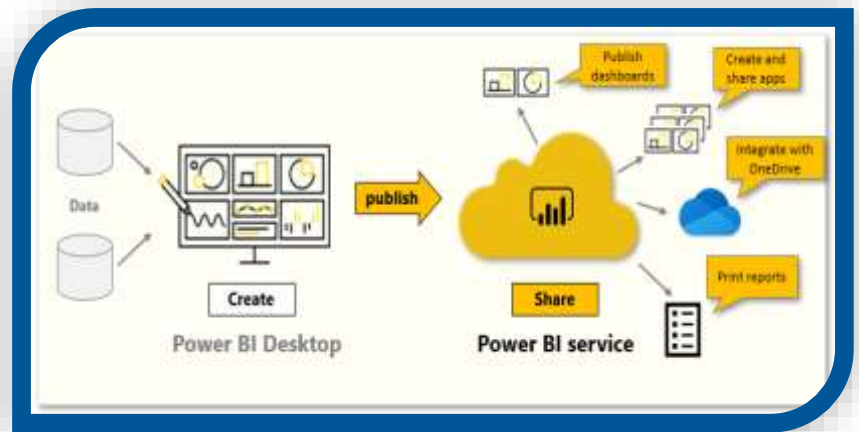 Publish
dashboards
Create and
share apps
Integrate with
OneDrive
Data
publish
Print reports
Create
Share
Power BI Desktop
Power BI service